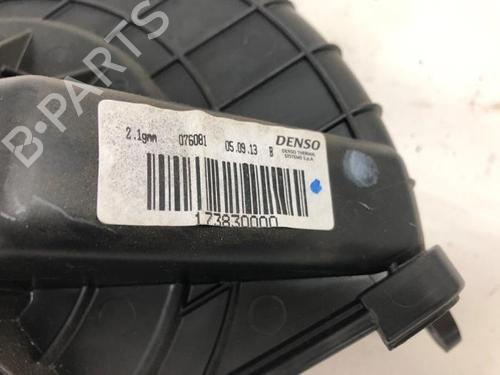 B-PARTS
2.1gmm 076081 05.09.13 B DENSO
DENSO THERMAL
SYSTEMS S.p.A
173830000